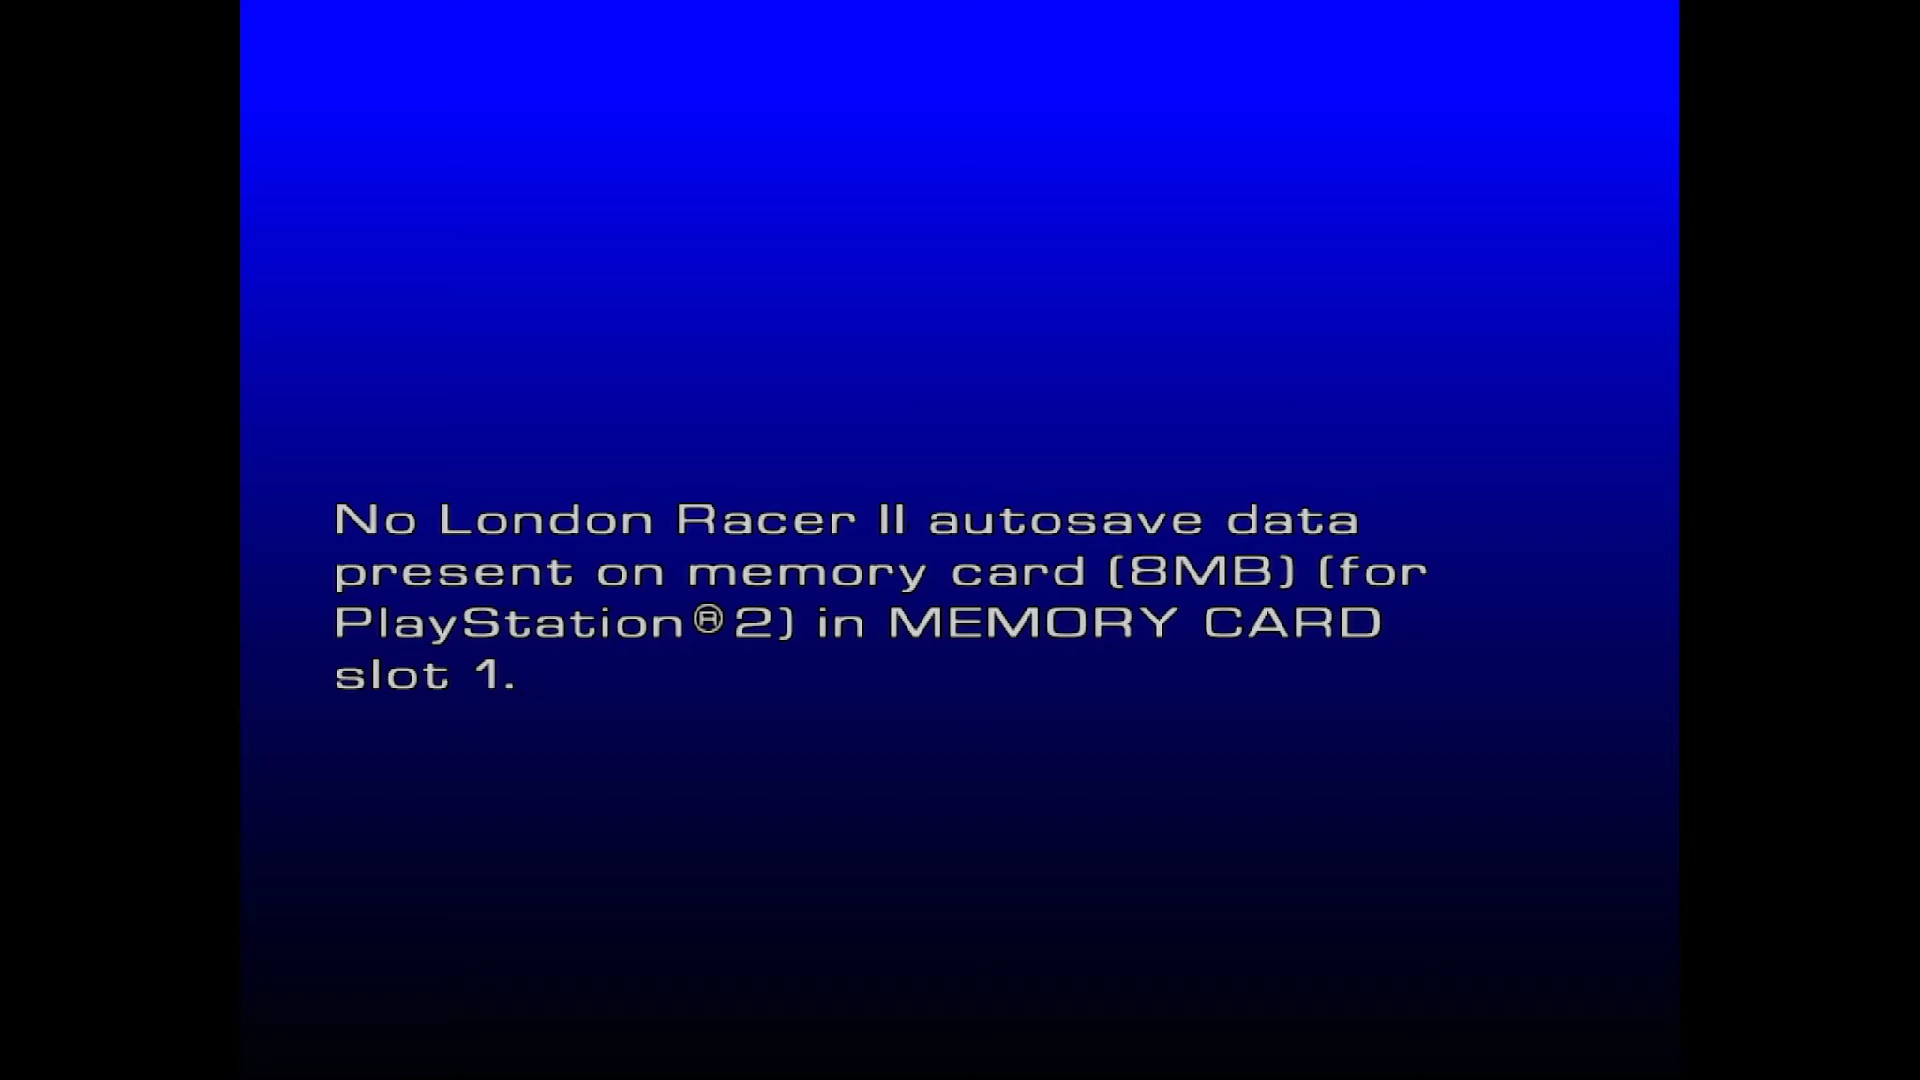 No London Racer II autosave data
present on memory card (8MB) (for
PlayStation®2) in MEMORY CARD
slot 1.